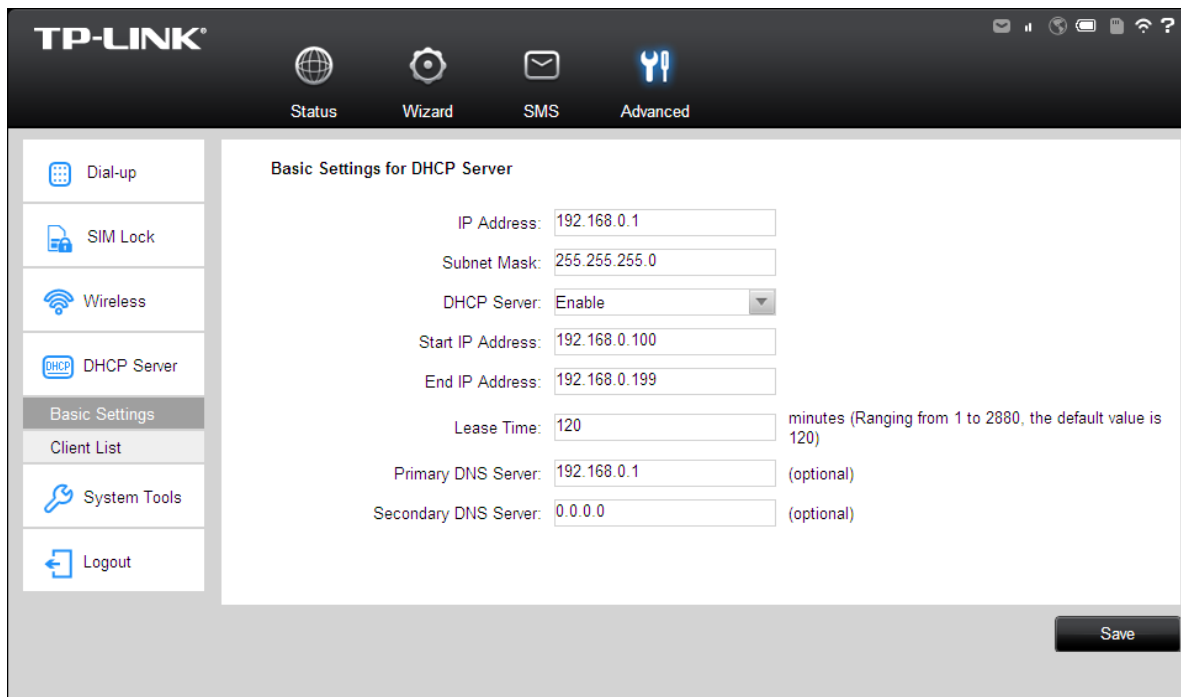 TP-LINK®
?
Status Wizard SMS Advanced
Dial-up
SIM Lock
Wireless
DHCP DHCP Server
Basic Settings
Client List
System Tools
Logout
Basic Settings for DHCP Server
IP Address: 192.168.0.1
Subnet Mask: 255.255.255.0
DHCP Server: Enable
Start IP Address: 192.168.0.100
End IP Address: 192.168.0.199
Lease Time: 120 minutes (Ranging from 1 to 2880, the default value is
120)
Primary DNS Server: 192.168.0.1 (optional)
Secondary DNS Server: 0.0.0.0 (optional)
Save